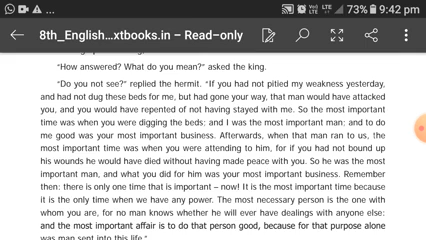 73% 9:42 pm
8th_English...xtbooks.in – Read–only
"How answered? What do you mean?" asked the king.
"Do you not see?" replied the hermit. "If you had not pitied my weakness yesterday,
and had not dug these beds for me, but had gone your way, that man would have attacked
you, and you would have repented of not having stayed with me. So the most important
time was when you were digging the beds; and I was the most important man; and to do
me good was your most important business. Afterwards, when that man ran to us, the
most important time was when you were attending to him, for if you had not bound up
his wounds he would have died without having made peace with you. So he was the most
important man, and what you did for him was your most important business. Remember
then: there is only one time that is important – now! It is the most important time because
it is the only time when we have any power. The most necessary person is the one with
whom you are, for no man knows whether he will ever have dealings with anyone else:
and the most important affair is to do that person good, because for that purpose alone
was man sent into this life."